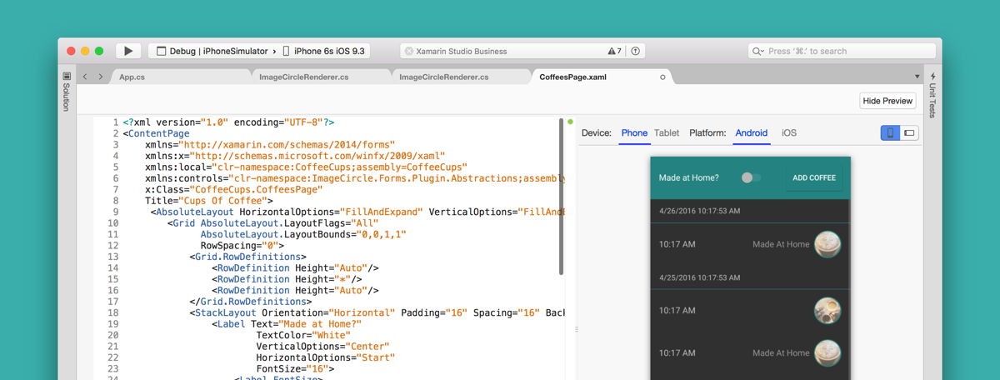 Debug | iPhoneSimulator › iPhone 6s iOS 9.3
Xamarin Studio Business
7
Press ‘⌘.’ to search
Solution
App.cs
ImageCircleRenderer.cs
ImageCircleRenderer.cs
CoffeesPage.xaml
Unit Tests
Hide Preview
1 <?xml version="1.0" encoding="UTF-8"?>
2 <ContentPage
3 xmlns="http://xamarin.com/schemas/2014/forms"
4 xmlns:x="http://schemas.microsoft.com/winfx/2009/xaml"
5 xmlns:local="clr-namespace:CoffeeCups;assembly=CoffeeCups"
6 xmlns:controls="clr-namespace:ImageCircle.Forms.Plugin.Abstractions;assembly
7 x:Class="CoffeeCups.CoffeesPage"
8 Title="Cups Of Coffee">
9 <AbsoluteLayout HorizontalOptions="FillAndExpand" VerticalOptions="FillAndE
10 <Grid AbsoluteLayout.LayoutFlags="All"
11 AbsoluteLayout.LayoutBounds="0,0,1,1"
12 RowSpacing="0">
13 <Grid.RowDefinitions>
14 <RowDefinition Height="Auto"/>
15 <RowDefinition Height="*"/>
16 <RowDefinition Height="Auto"/>
17 </Grid.RowDefinitions>
18 <StackLayout Orientation="Horizontal" Padding="16" Spacing="16" Back
19 <Label Text="Made at Home?"
20 TextColor="White"
21 VerticalOptions="Center"
22 HorizontalOptions="Start"
23 FontSize="16">
24 <Label.FontSize>
Device: Phone Tablet Platform: Android iOS
Made at Home? ADD COFFEE
4/26/2016 10:17:53 AM
10:17 AM Made At Home
4/25/2016 10:17:53 AM
10:17 AM
10:17 AM Made At Home